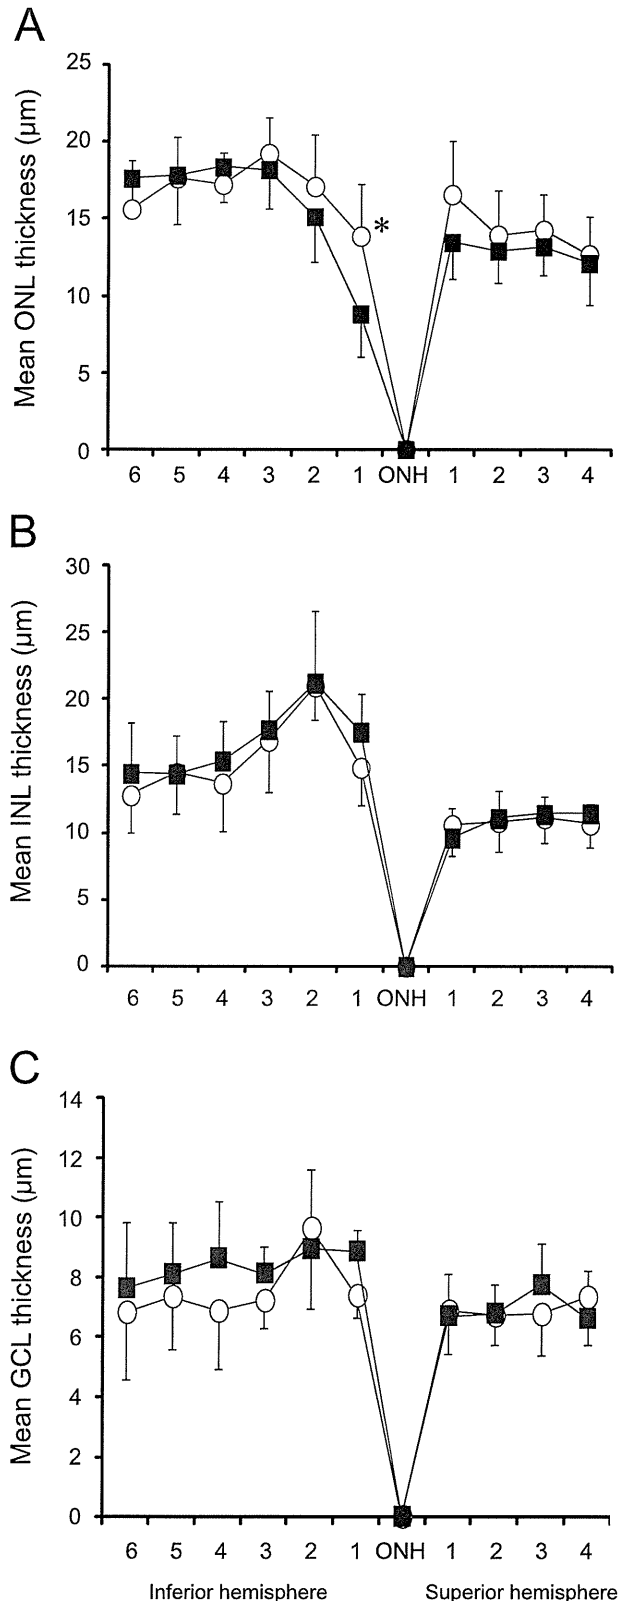 A
Mean ONL thickness (μm)
25
20
15
10
5
0
*
6 5 4 3 2 1 ONH 1 2 3 4
B
Mean INL thickness (μm)
30
25
20
15
10
5
0
6 5 4 3 2 1 ONH 1 2 3 4
C
Mean GCL thickness (μm)
14
12
10
8
6
4
2
0
6 5 4 3 2 1 ONH 1 2 3 4
Inferior hemisphere Superior hemisphere